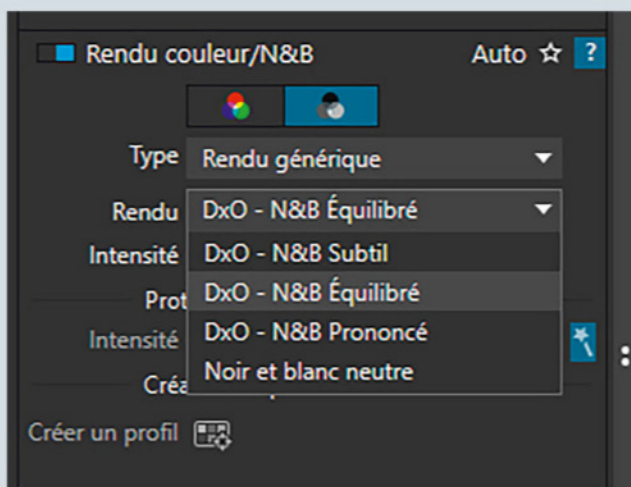 Rendu couleur/N&B Auto ?
Type Rendu générique
Rendu DxO - N&B Équilibré
Intensité DxO - N&B Subtil
DxO - N&B Équilibré
Prot
Intensité DxO - N&B Prononcé
Noir et blanc neutre
Créa
Créer un profil